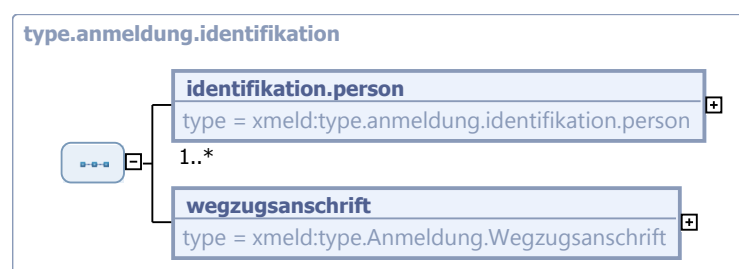 type.anmeldung.identifikation
identifikation.person
type = xmeld:type.anmeldung.identifikation.person
1..*
wegzugsanschrift
type = xmeld:type.Anmeldung.Wegzugsanschrift